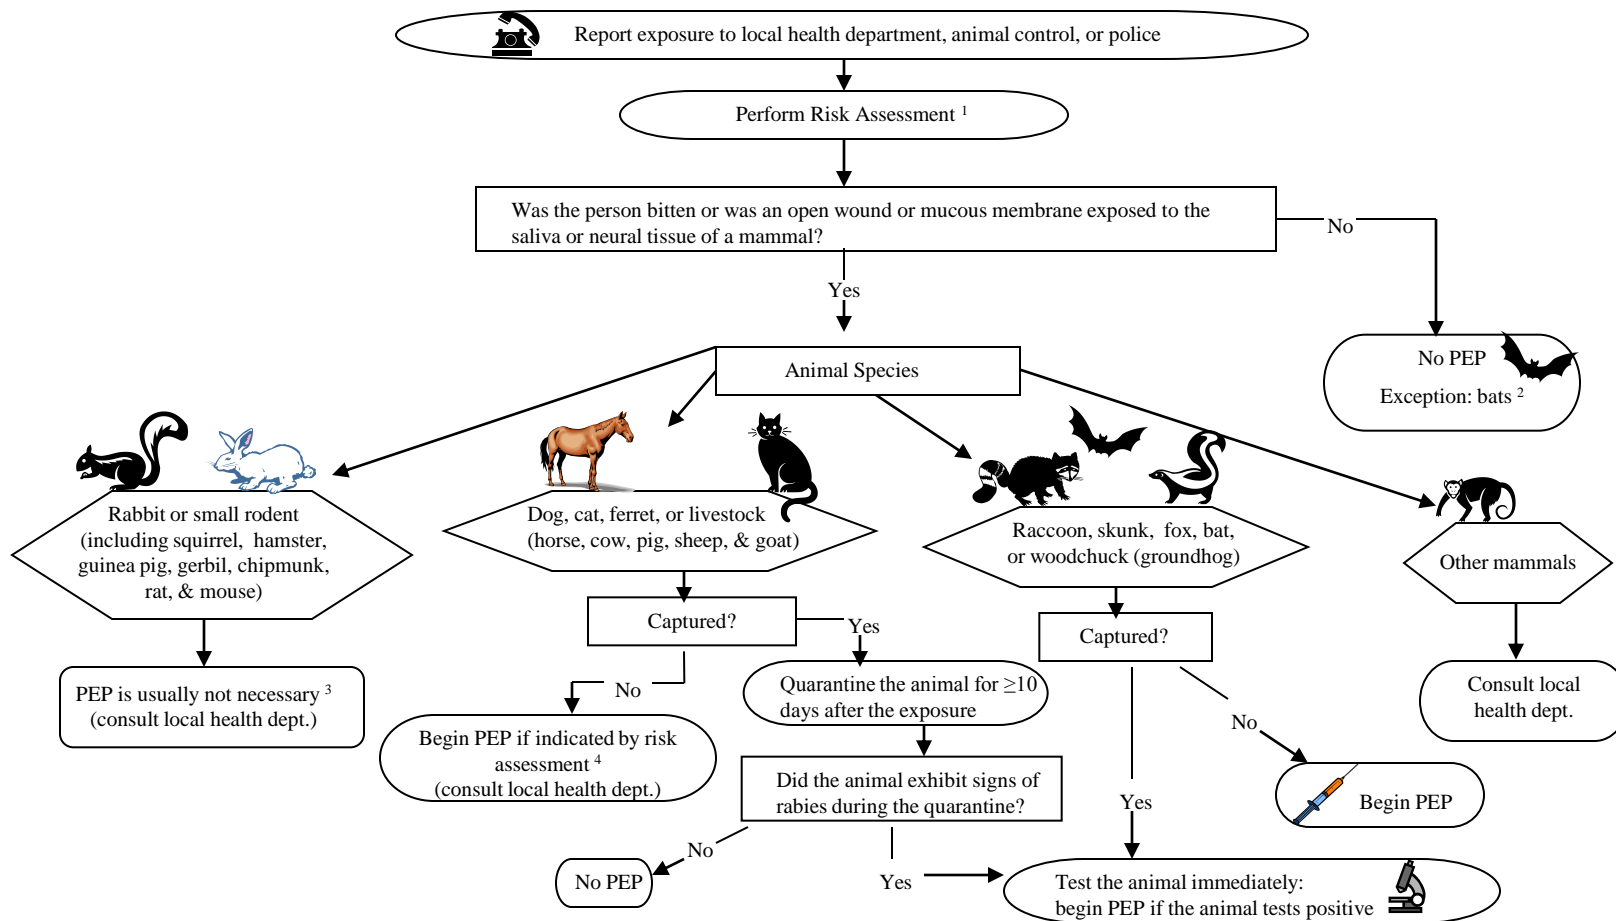 Report exposure to local health department, animal control, or police
Perform Risk Assessment ¹
Was the person bitten or was an open wound or mucous membrane exposed to the
saliva or neural tissue of a mammal?
No
Yes
No PEP
Exception: bats ²
Animal Species
Rabbit or small rodent
(including squirrel, hamster,
guinea pig, gerbil, chipmunk,
rat, & mouse)
Dog, cat, ferret, or livestock
(horse, cow, pig, sheep, & goat)
Raccoon, skunk, fox, bat,
or woodchuck (groundhog)
Other mammals
Captured?
Yes
Captured?
PEP is usually not necessary ³
(consult local health dept.)
No
Quarantine the animal for ≥10
days after the exposure
No
Consult local
health dept.
Begin PEP if indicated by risk
assessment ⁴
(consult local health dept.)
Did the animal exhibit signs of
rabies during the quarantine?
Yes
Begin PEP
No
No PEP
Yes
Test the animal immediately:
begin PEP if the animal tests positive